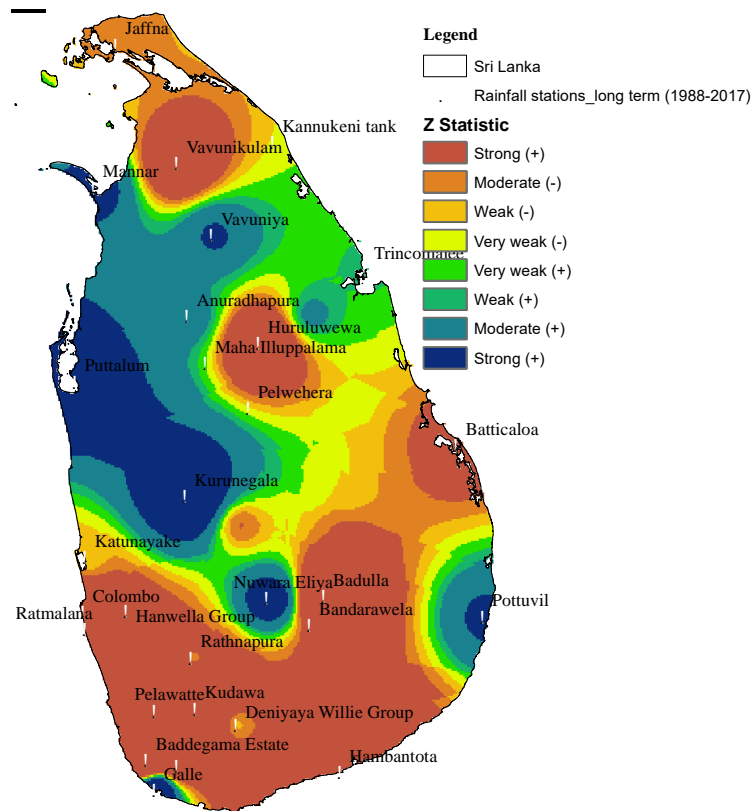 Jaffna
Legend
Sri Lanka
Rainfall stations_long term (1988-2017)
Z Statistic
Strong (+)
Moderate (-)
Weak (-)
Very weak (-)
Very weak (+)
Weak (+)
Moderate (+)
Strong (+)
Kannukeni tank
Vavunikulam
Mannar
Vavuniya
Trincomalee
Anuradhapura
Huruluwewa
Maha Illuppalama
Puttalum
Pelwehera
Batticaloa
Kurunegala
Katunayake
Nuwara Eliya
Badulla
Colombo
Pottuvil
Ratmalana
Hanwella Group
Bandarawela
Rathnapura
Pelawatte
Kudawa
Deniyaya Willie Group
Baddegama Estate
Hambantota
Galle